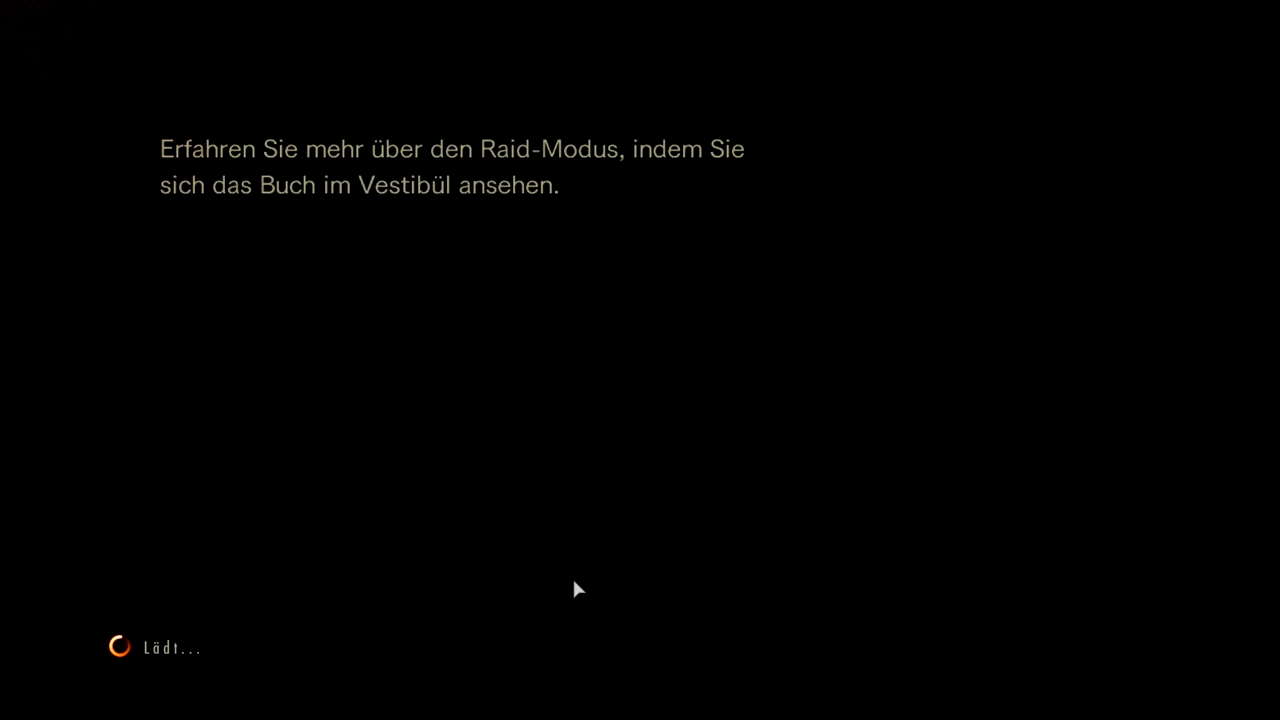 Erfahren Sie mehr über den Raid-Modus, indem Sie
sich das Buch im Vestibül ansehen.
Lädt...